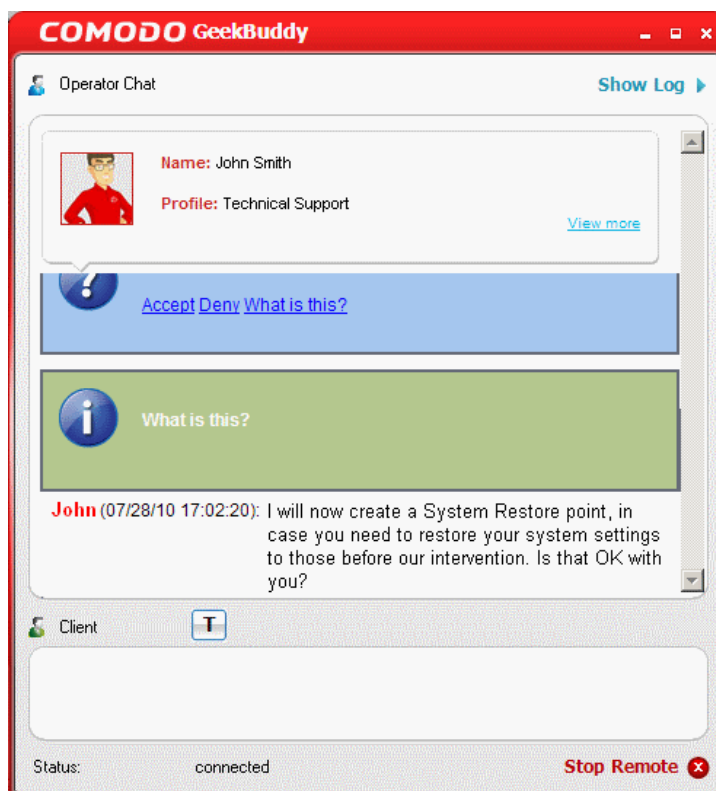 COMODO GeekBuddy
Operator Chat
Show Log
Name: John Smith
Profile: Technical Support
View more
?
Accept Deny What is this?
i
What is this?
John (07/28/10 17:02:20): I will now create a System Restore point, in
case you need to restore your system settings
to those before our intervention. Is that OK with
you?
Client
T
Status: connected
Stop Remote